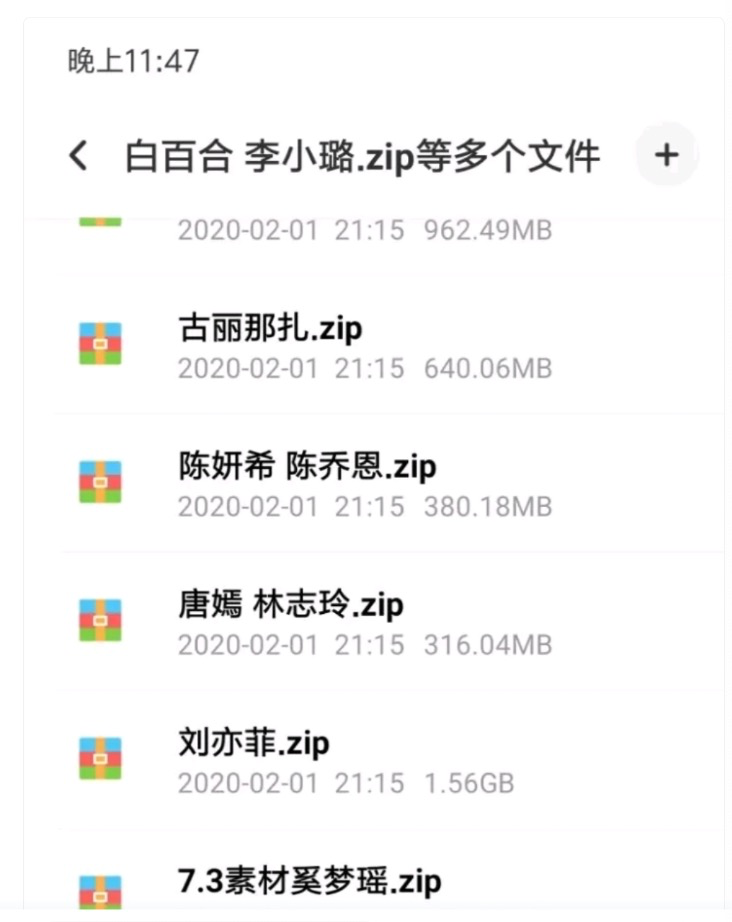 晚上11:47
白百合 李小璐.zip等多个文件
2020-02-01 21:15 962.49MB
古丽那扎.zip
2020-02-01 21:15 640.06MB
陈妍希 陈乔恩.zip
2020-02-01 21:15 380.18MB
唐嫣 林志玲.zip
2020-02-01 21:15 316.04MB
刘亦菲.zip
2020-02-01 21:15 1.56GB
7.3素材奚梦瑶.zip